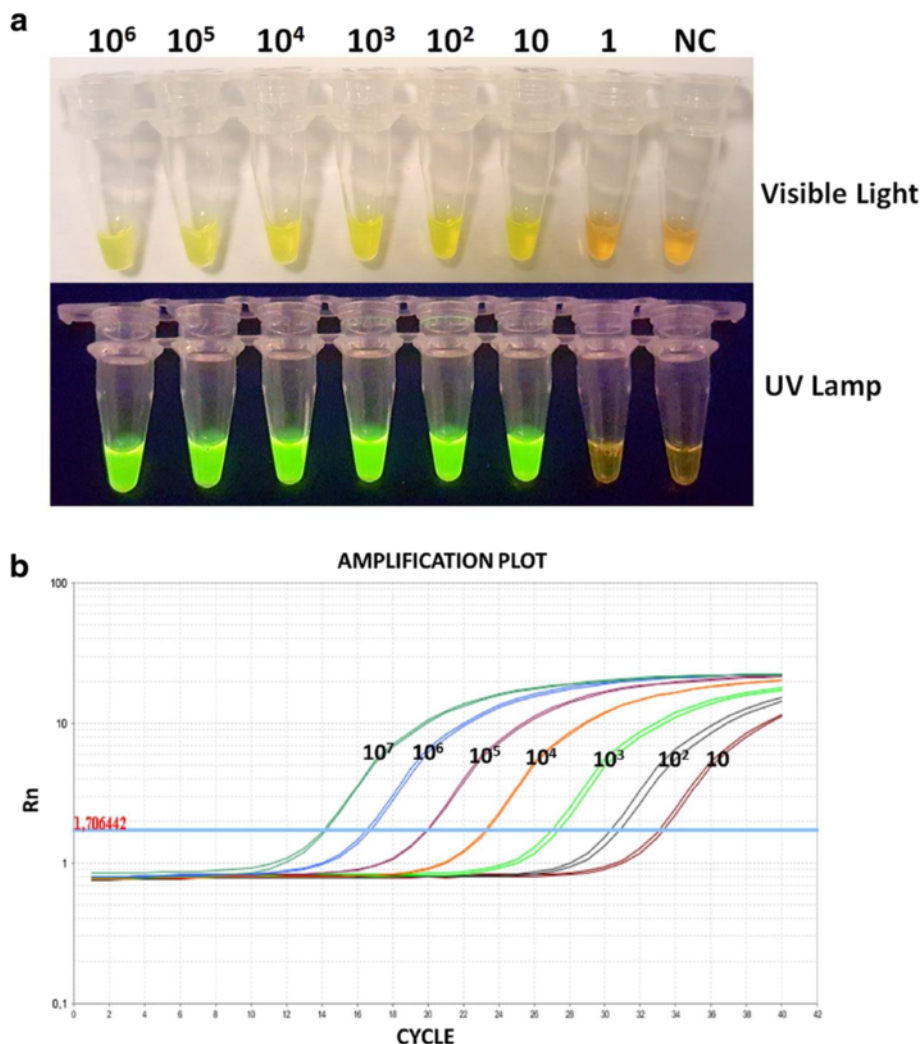 a
10⁶ 10⁵ 10⁴ 10³ 10² 10 1 NC
Visible Light
UV Lamp
b
AMPLIFICATION PLOT
100
10
1
0,1
Rn
1,706442
10⁷ 10⁶ 10⁵ 10⁴ 10³ 10² 10
0 2 4 6 8 10 12 14 16 18 20 22 24 26 28 30 32 34 36 38 40 42
CYCLE